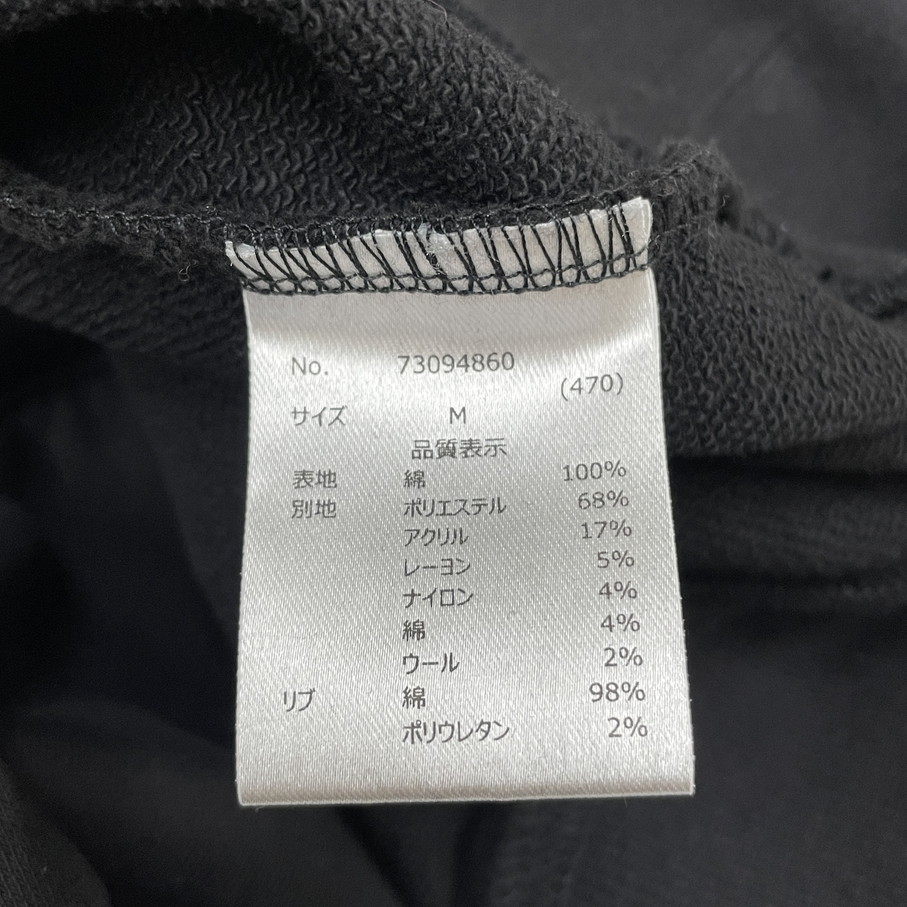 No. 73094860
(470)
サイズ M
品質表示
表地 綿 100%
別地 ポリエステル 68%
アクリル 17%
レーヨン 5%
ナイロン 4%
綿 4%
ウール 2%
リブ 綿 98%
ポリウレタン 2%